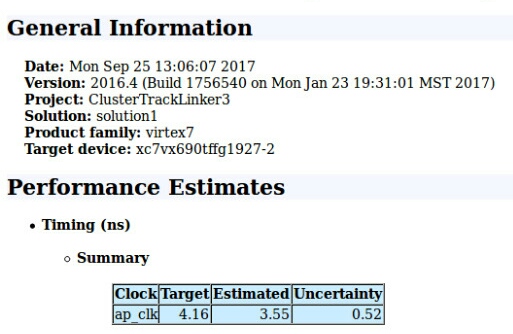 General Information
Date: Mon Sep 25 13:06:07 2017
Version: 2016.4 (Build 1756540 on Mon Jan 23 19:31:01 MST 2017)
Project: ClusterTrackLinker3
Solution: solution1
Product family: virtex7
Target device: xc7vx690tffg1927-2
Performance Estimates
• Timing (ns)
○ Summary
Clock Target Estimated Uncertainty
ap_clk 4.16 3.55 0.52